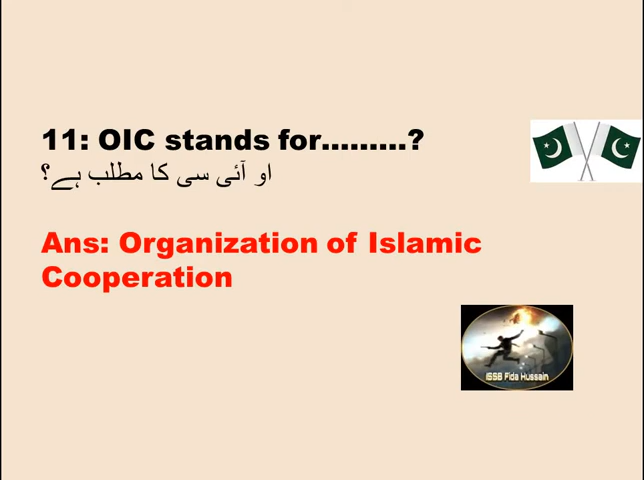 11: OIC stands for.........?
او آئی سی کا مطلب ہے؟
Ans: Organization of Islamic
Cooperation
ISSB Fida Hussain